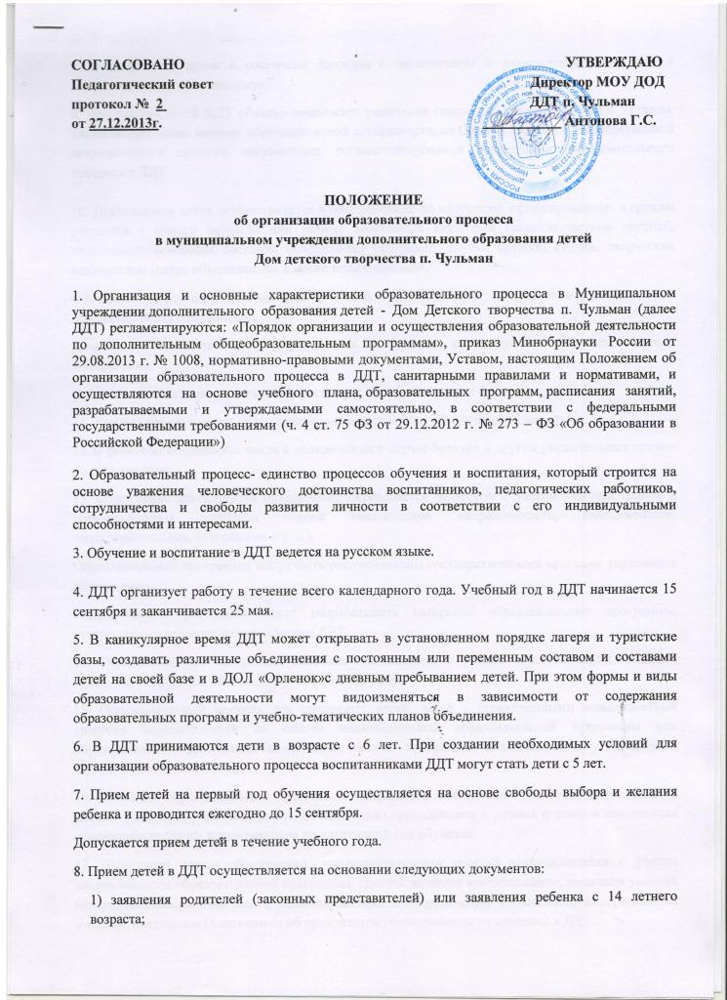 СОГЛАСОВАНО
Педагогический совет
протокол № 2
от 27.12.2013г.
УТВЕРЖДАЮ
Директор МОУ ДОД
ДДТ п. Чульман
Антонова Г.С.
ПОЛОЖЕНИЕ
об организации образовательного процесса
в муниципальном учреждении дополнительного образования детей
Дом детского творчества п. Чульман
1. Организация и основные характеристики образовательного процесса в Муниципальном
учреждении дополнительного образования детей - Дом Детского творчества п. Чульман (далее
ДДТ) регламентируются: «Порядок организации и осуществления образовательной деятельности
по дополнительным общеобразовательным программам», приказ Минобрнауки России от
29.08.2013 г. № 1008, нормативно-правовыми документами, Уставом, настоящим Положением об
организации образовательного процесса в ДДТ, санитарными правилами и нормативами, и
осуществляются на основе учебного плана, образовательных программ, расписания занятий,
разрабатываемыми и утверждаемыми самостоятельно, в соответствии с федеральными
государственными требованиями (ч. 4 ст. 75 ФЗ от 29.12.2012 г. № 273 – ФЗ «Об образовании в
Российской Федерации»)
2. Образовательный процесс- единство процессов обучения и воспитания, который строится на
основе уважения человеческого достоинства воспитанников, педагогических работников,
сотрудничества и свободы развития личности в соответствии с его индивидуальными
способностями и интересами.
3. Обучение и воспитание в ДДТ ведется на русском языке.
4. ДДТ организует работу в течение всего календарного года. Учебный год в ДДТ начинается 15
сентября и заканчивается 25 мая.
5. В каникулярное время ДДТ может открывать в установленном порядке лагеря и туристские
базы, создавать различные объединения с постоянным или переменным составом и составами
детей на своей базе и в ДОЛ «Орленок»с дневным пребыванием детей. При этом формы и виды
образовательной деятельности могут видоизменяться в зависимости от содержания
образовательных программ и учебно-тематических планов объединения.
6. В ДДТ принимаются дети в возрасте с 6 лет. При создании необходимых условий для
организации образовательного процесса воспитанниками ДДТ могут стать дети с 5 лет.
7. Прием детей на первый год обучения осуществляется на основе свободы выбора и желания
ребенка и проводится ежегодно до 15 сентября.
Допускается прием детей в течение учебного года.
8. Прием детей в ДДТ осуществляется на основании следующих документов:
1) заявления родителей (законных представителей) или заявления ребенка с 14 летнего
возраста;